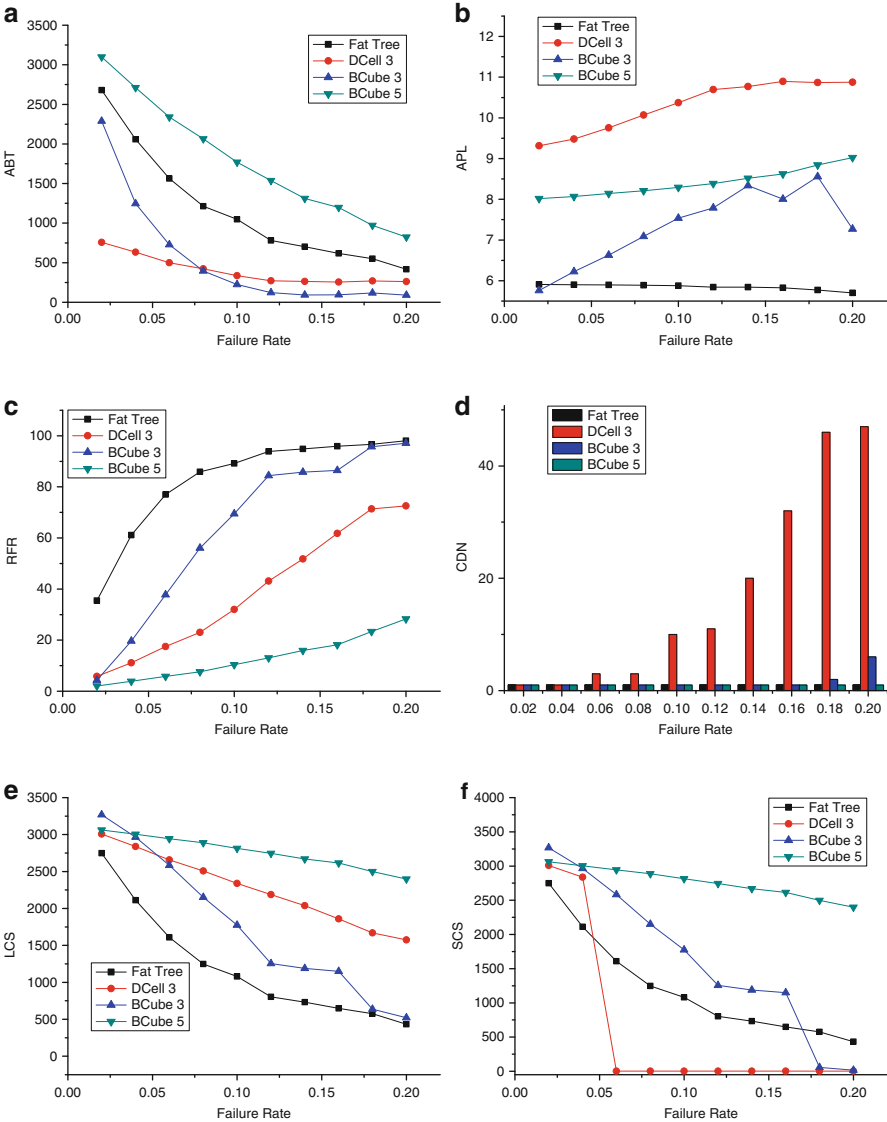 a
3500
3000
2500
2000
1500
1000
500
0
ABT
0.00 0.05 0.10 0.15 0.20
Failure Rate
Fat Tree
DCell 3
BCube 3
BCube 5
b
12
11
10
9
8
7
6
APL
0.00 0.05 0.10 0.15 0.20
Failure Rate
Fat Tree
DCell 3
BCube 3
BCube 5
c
100
80
60
40
20
0
RFR
0.00 0.05 0.10 0.15 0.20
Failure Rate
Fat Tree
DCell 3
BCube 3
BCube 5
d
40
20
0
CDN
0.02 0.04 0.06 0.08 0.10 0.12 0.14 0.16 0.18 0.20
Failure Rate
Fat Tree
DCell 3
BCube 3
BCube 5
e
3500
3000
2500
2000
1500
1000
500
0
LCS
0.00 0.05 0.10 0.15 0.20
Failure Rate
Fat Tree
DCell 3
BCube 3
BCube 5
f
4000
3500
3000
2500
2000
1500
1000
500
0
SCS
0.00 0.05 0.10 0.15 0.20
Failure Rate
Fat Tree
DCell 3
BCube 3
BCube 5